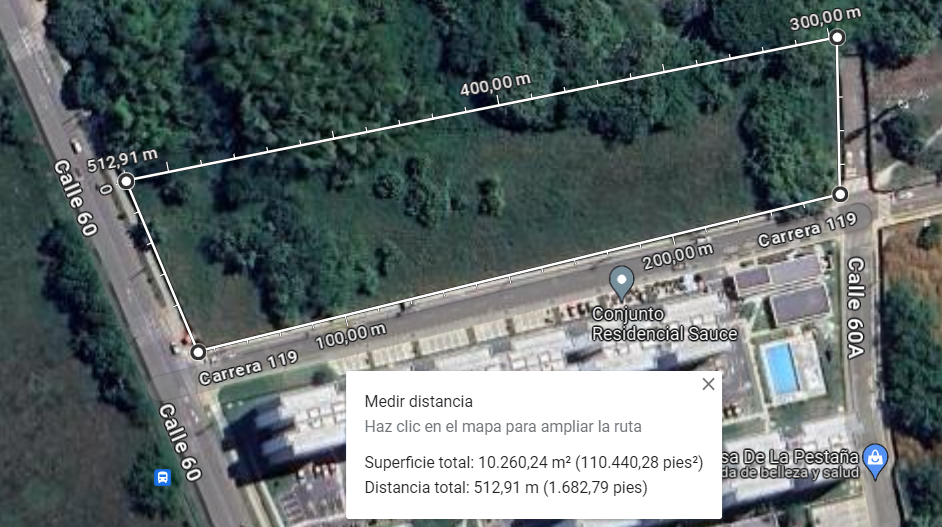 300,00 m
400,00 m
512,91 m
0
Calle 60
200,00 m
Carrera 119
Conjunto
Residencial Sauce
Calle 60A
100,00 m
Carrera 119
Calle 60
Medir distancia
Haz clic en el mapa para ampliar la ruta
Superficie total: 10.260,24 m² (110.440,28 pies²)
Distancia total: 512,91 m (1.682,79 pies)
sa De La Pestaña
da de belleza y salud